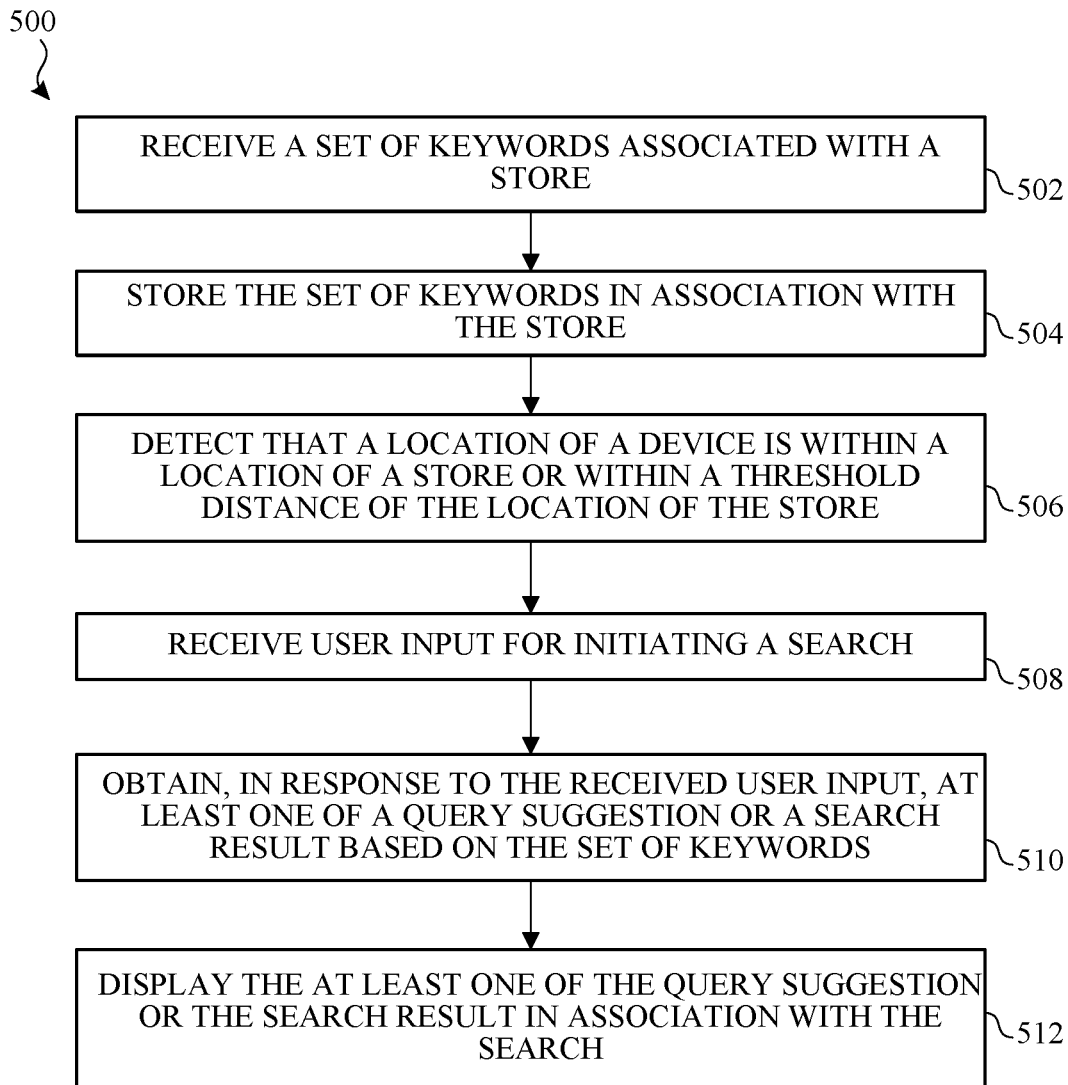 500
RECEIVE A SET OF KEYWORDS ASSOCIATED WITH A
STORE
502
STORE THE SET OF KEYWORDS IN ASSOCIATION WITH
THE STORE
504
DETECT THAT A LOCATION OF A DEVICE IS WITHIN A
LOCATION OF A STORE OR WITHIN A THRESHOLD
DISTANCE OF THE LOCATION OF THE STORE
506
RECEIVE USER INPUT FOR INITIATING A SEARCH
508
OBTAIN, IN RESPONSE TO THE RECEIVED USER INPUT, AT
LEAST ONE OF A QUERY SUGGESTION OR A SEARCH
RESULT BASED ON THE SET OF KEYWORDS
510
DISPLAY THE AT LEAST ONE OF THE QUERY SUGGESTION
OR THE SEARCH RESULT IN ASSOCIATION WITH THE
SEARCH
512